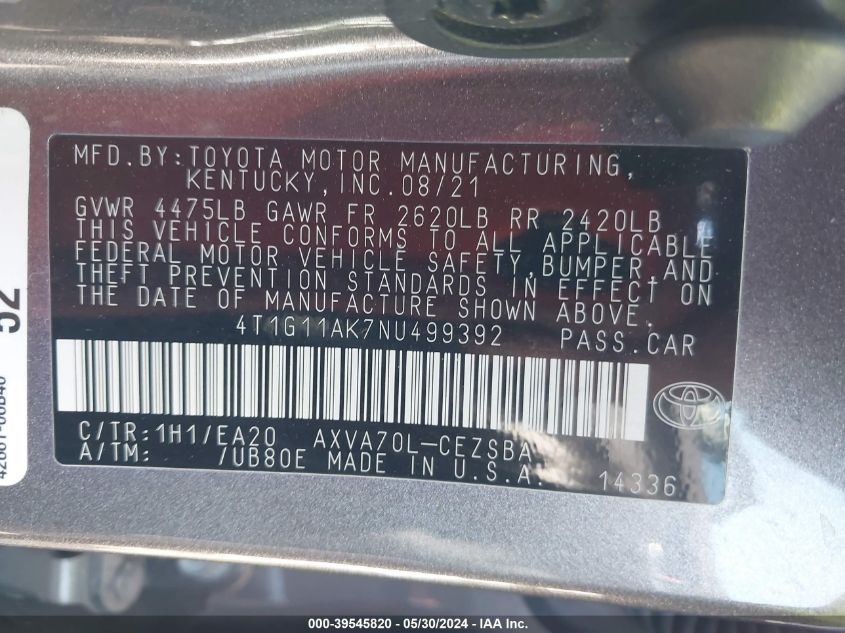 MFD.BY:TOYOTA MOTOR MANUFACTURING,
KENTUCKY,INC.08/21
GVWR 4475LB GAWR FR 2620LB RR 2420LB
THIS VEHICLE CONFORMS TO ALL APPLICABLE
FEDERAL MOTOR VEHICLE SAFETY,BUMPER,AND
THEFT PREVENTION STANDARDS IN EFFECT ON
THE DATE OF MANUFACTURE SHOWN ABOVE.
4T1G11AK7NU499392 PASS.CAR
C/TR:1H1/EA20 AXVA70L-CEZSBA
A/TM: /UB80E MADE IN U.S.A. 14336
52
000-39545820 - 05/30/2024 - IAA Inc.